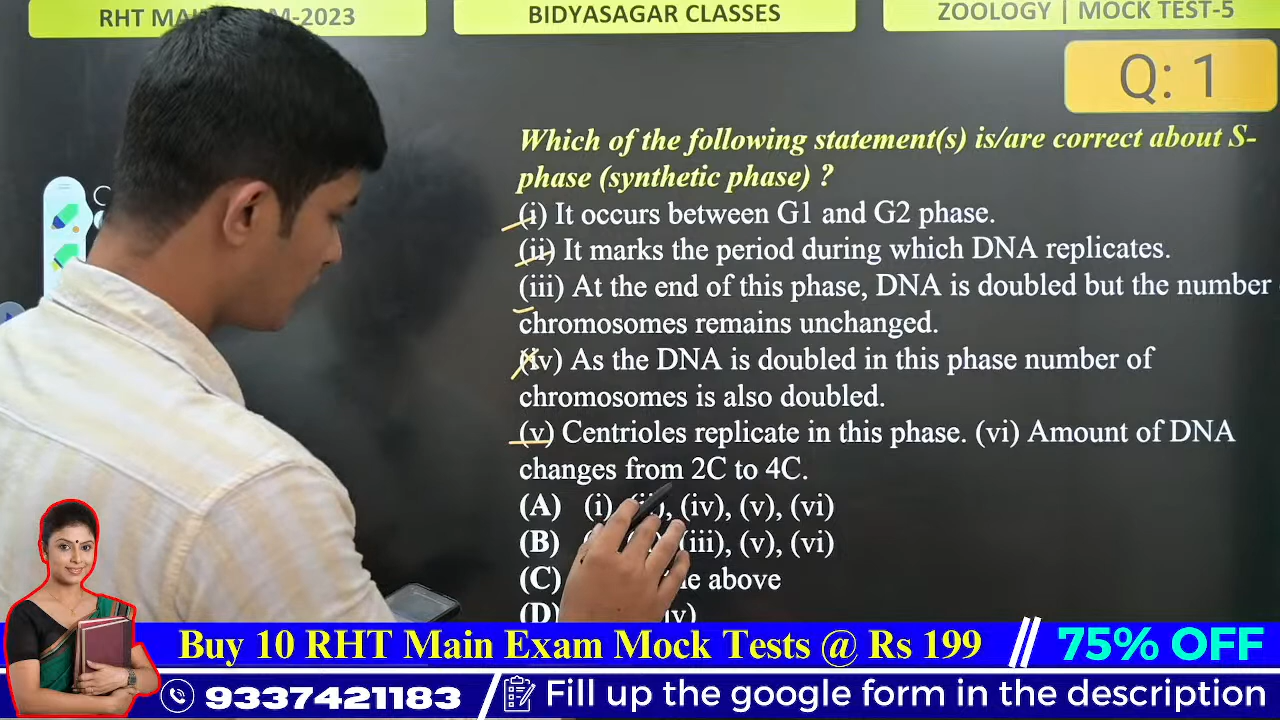 RHT MAI M-2023
BIDYASAGAR CLASSES
ZOOLOGY | MOCK TEST-5
Q: 1
Which of the following statement(s) is/are correct about S-
phase (synthetic phase) ?
(i) It occurs between G1 and G2 phase.
(ii) It marks the period during which DNA replicates.
(iii) At the end of this phase, DNA is doubled but the number
chromosomes remains unchanged.
(iv) As the DNA is doubled in this phase number of
chromosomes is also doubled.
(v) Centrioles replicate in this phase. (vi) Amount of DNA
changes from 2C to 4C.
(A) (i), (ii), (iv), (v), (vi)
(B) (iii), (v), (vi)
(C) above
(D)
Buy 10 RHT Main Exam Mock Tests @ Rs 199 // 75% OFF
9337421183 / Fill up the google form in the description